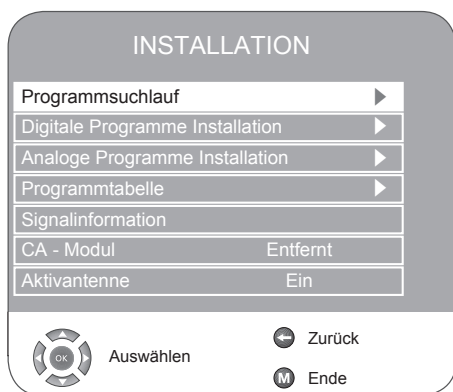 INSTALLATION
Programmsuchlauf
Digitale Programme Installation
Analoge Programme Installation
Programmtabelle
Signalinformation
CA - Modul Entfernt
Aktivantenne Ein
OK Auswählen
Zurück
M Ende